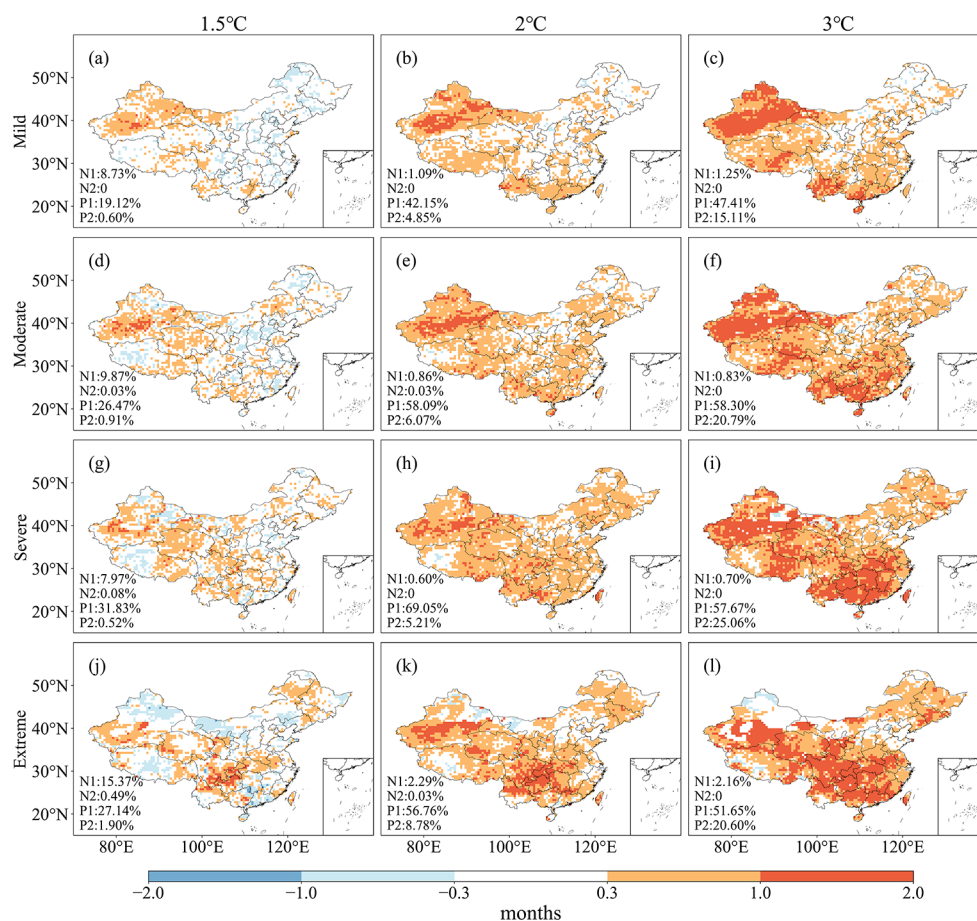 1.5℃ 2℃ 3℃
(a) (b) (c)
50°N
40°N
30°N
20°N
Mild
N1:8.73%
N2:0
P1:19.12%
P2:0.60%
N1:1.09%
N2:0
P1:42.15%
P2:4.85%
N1:1.25%
N2:0
P1:47.41%
P2:15.11%
(d) (e) (f)
50°N
40°N
30°N
20°N
Moderate
N1:9.87%
N2:0.03%
P1:26.47%
P2:0.91%
N1:0.86%
N2:0.03%
P1:58.09%
P2:6.07%
N1:0.83%
N2:0
P1:58.30%
P2:20.79%
(g) (h) (i)
50°N
40°N
30°N
20°N
Severe
N1:7.97%
N2:0.08%
P1:31.83%
P2:0.52%
N1:0.60%
N2:0
P1:69.05%
P2:5.21%
N1:0.70%
N2:0
P1:57.67%
P2:25.06%
(j) (k) (l)
50°N
40°N
30°N
20°N
Extreme
N1:15.37%
N2:0.49%
P1:27.14%
P2:1.90%
N1:2.29%
N2:0.03%
P1:56.76%
P2:8.78%
N1:2.16%
N2:0
P1:51.65%
P2:20.60%
80°E 100°E 120°E 80°E 100°E 120°E 80°E 100°E 120°E
−2.0 −1.0 −0.3 0.3 1.0 2.0
months